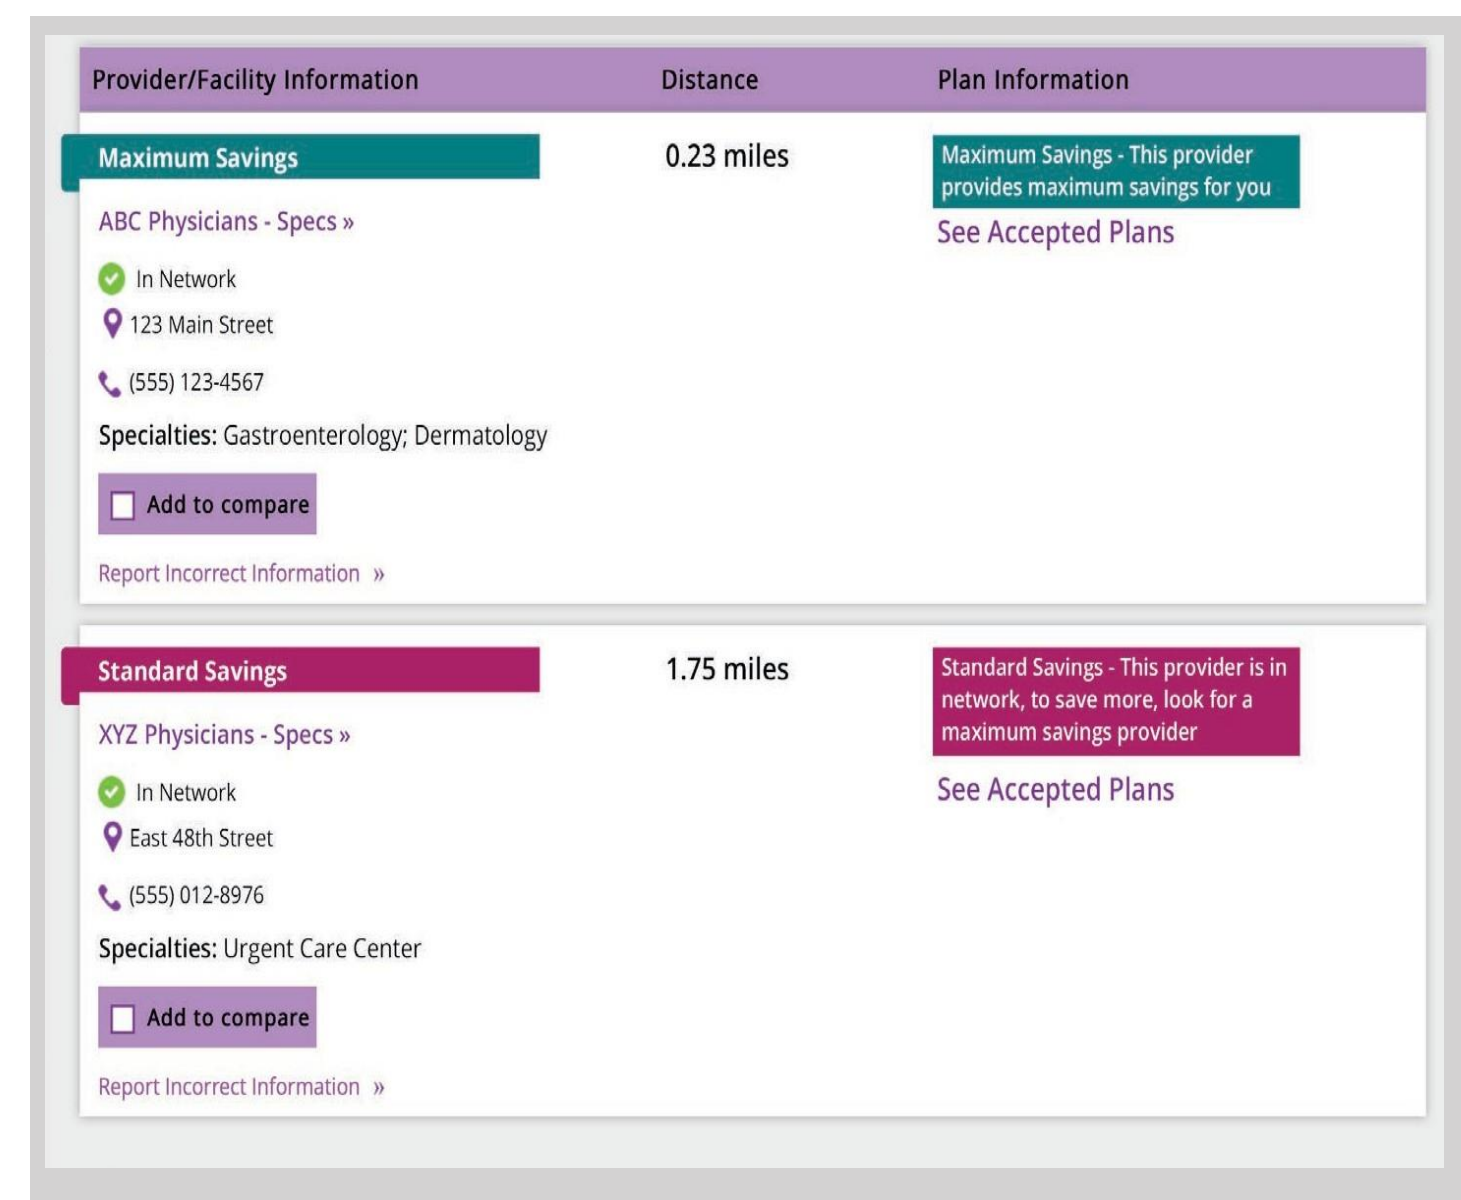 Provider/Facility Information Distance Plan Information
Maximum Savings
0.23 miles
Maximum Savings - This provider
provides maximum savings for you
See Accepted Plans
ABC Physicians - Specs »
In Network
123 Main Street
(555) 123-4567
Specialties: Gastroenterology; Dermatology
Add to compare
Report Incorrect Information »
Standard Savings
1.75 miles
Standard Savings - This provider is in
network, to save more, look for a
maximum savings provider
See Accepted Plans
XYZ Physicians - Specs »
In Network
East 48th Street
(555) 012-8976
Specialties: Urgent Care Center
Add to compare
Report Incorrect Information »